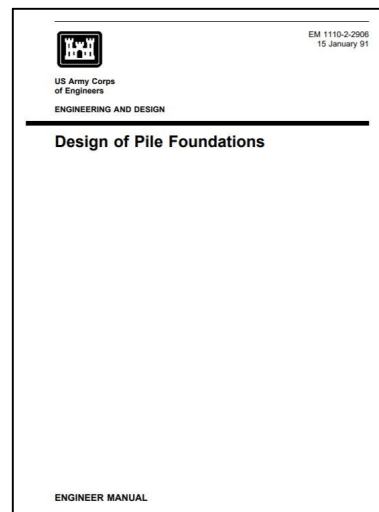 EM 1110-2-2906
15 January 91
US Army Corps
of Engineers
ENGINEERING AND DESIGN
Design of Pile Foundations
ENGINEER MANUAL